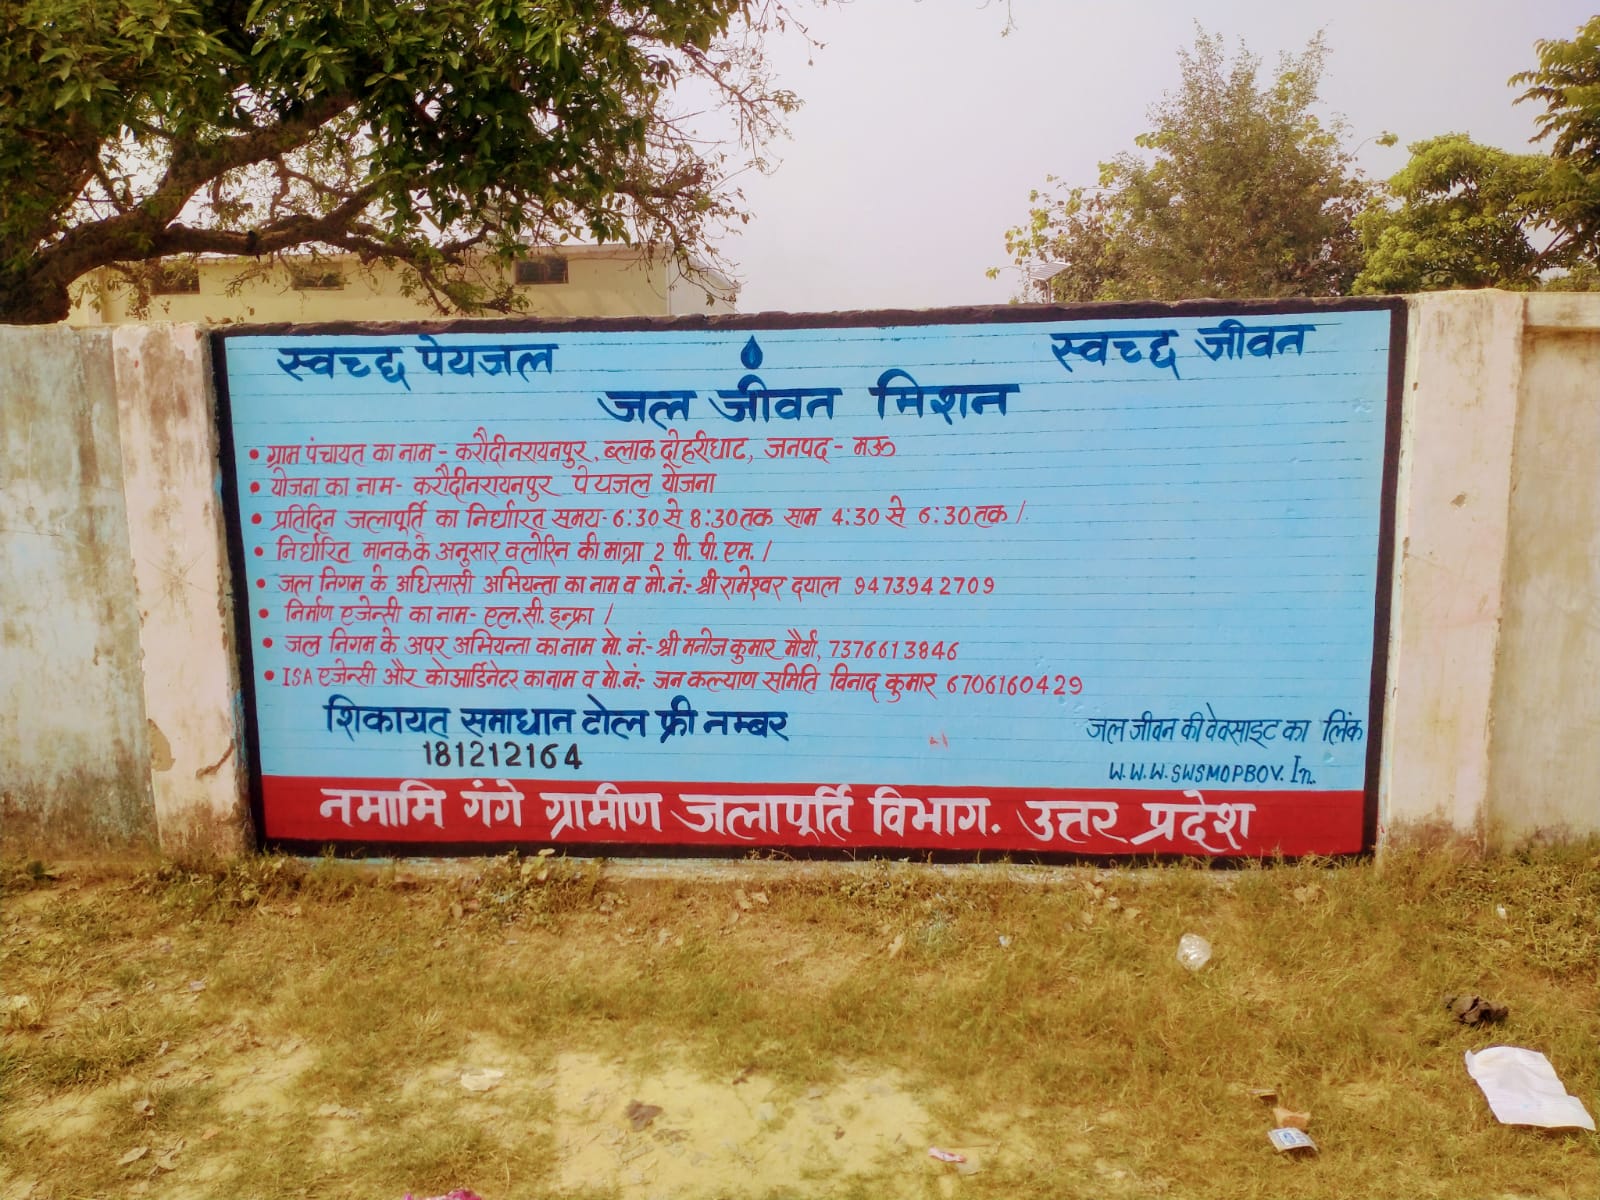 स्वच्छ पेयजल स्वच्छ जीवन
जल जीवन मिशन
• ग्राम पंचायत का नाम - करौदीनरायनपुर, ब्लाक दोहरीघाट, जनपद - मऊ
• योजना का नाम - करौदीनरायनपुर पेयजल योजना
• प्रतिदिन जलापूर्ति का निर्धारित समय - 6:30 से 8:30 तक साम 4:30 से 6:30 तक /
• निर्धारित मानक के अनुसार क्लोरिन की मात्रा 2 पी. पी. एम. /
• जल निगम के अधिसासी अभियन्ता का नाम व मो. नं:- श्री रामेश्वर दयाल 9473942709
• निर्माण एजेन्सी का नाम - एल.सी. इन्फ्रा /
• जल निगम के अपर अभियन्ता का नाम मो. नं:- श्री मनोज कुमार मौर्या, 7376613846
• ISA एजेन्सी और कोआर्डिनेटर का नाम व मो. नं:- जन कल्याण समिति विनाद कुमार 6706160429
शिकायत समाधान टोल फ्री नम्बर
181212164
जल जीवन की वेवसाइट का लिंक
W.W.W.SWSMOPBOV.In.
नमामि गंगे ग्रामीण जलापूर्ति विभाग. उत्तर प्रदेश